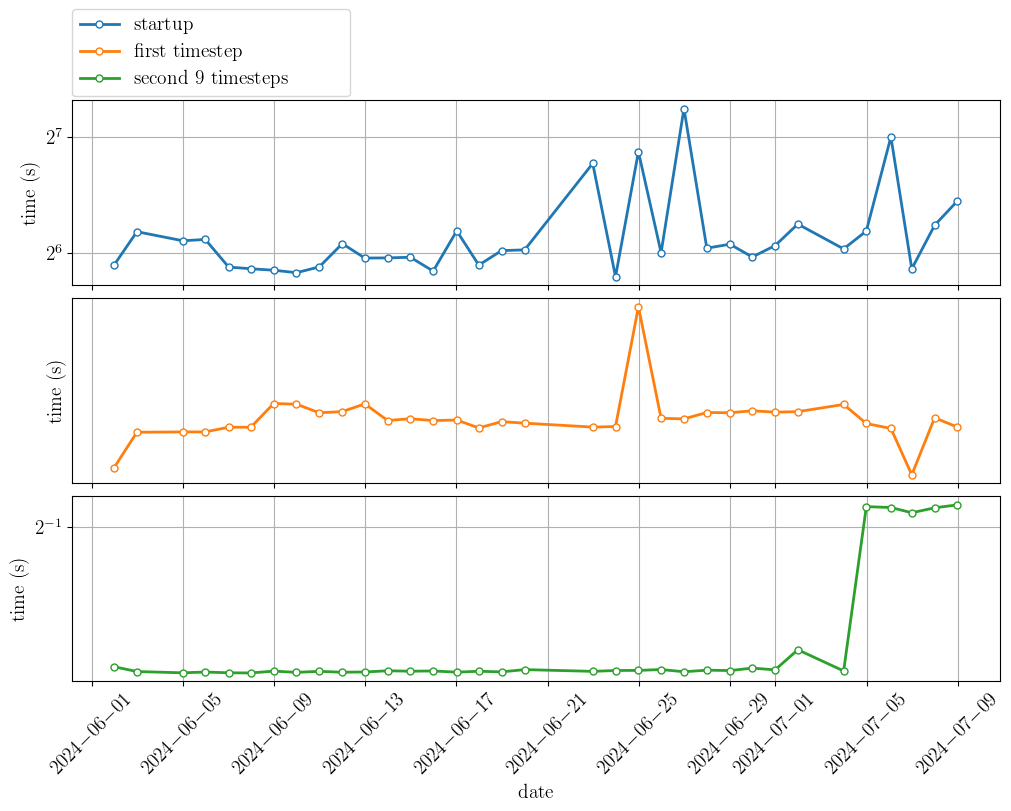 startup
first timestep
second 9 timesteps
2^7
2^6
time (s)
time (s)
2^−1
time (s)
2024−06−01
2024−06−05
2024−06−09
2024−06−13
2024−06−17
2024−06−21
2024−06−25
2024−06−29
2024−07−01
2024−07−05
2024−07−09
date